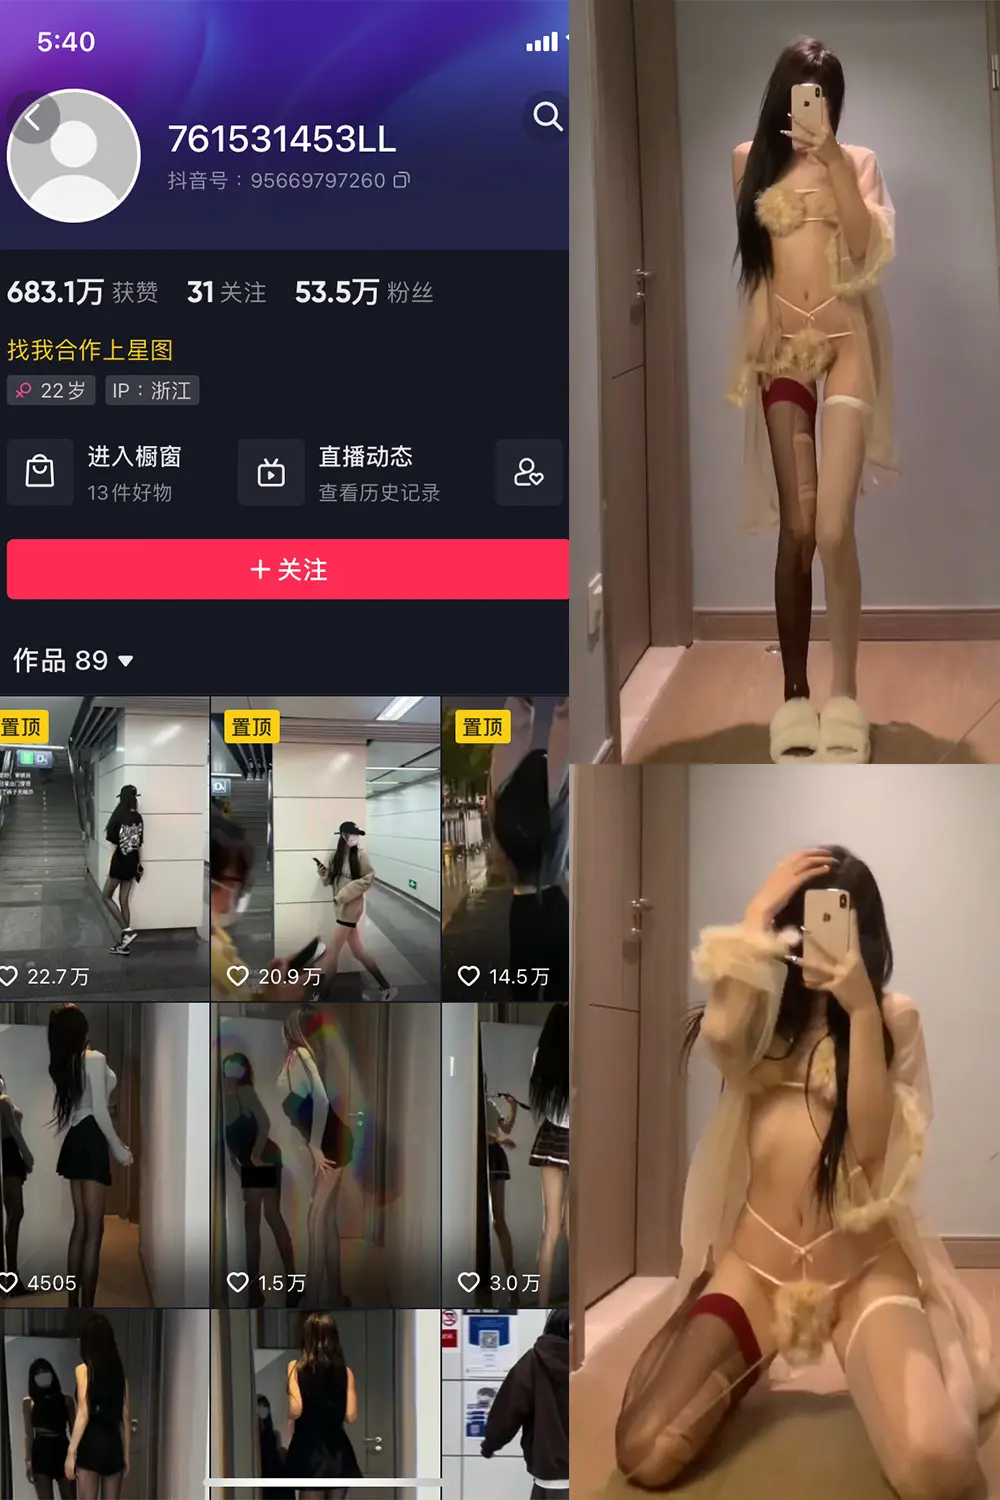 5:40
761531453LL
抖音号：95669797260
683.1万 获赞 31 关注 53.5万 粉丝
找我合作上星图
22岁 IP：浙江
进入橱窗
13件好物
直播动态
查看历史记录
+ 关注
作品 89
置顶
置顶
置顶
22.7万
20.9万
14.5万
4505
1.5万
3.0万